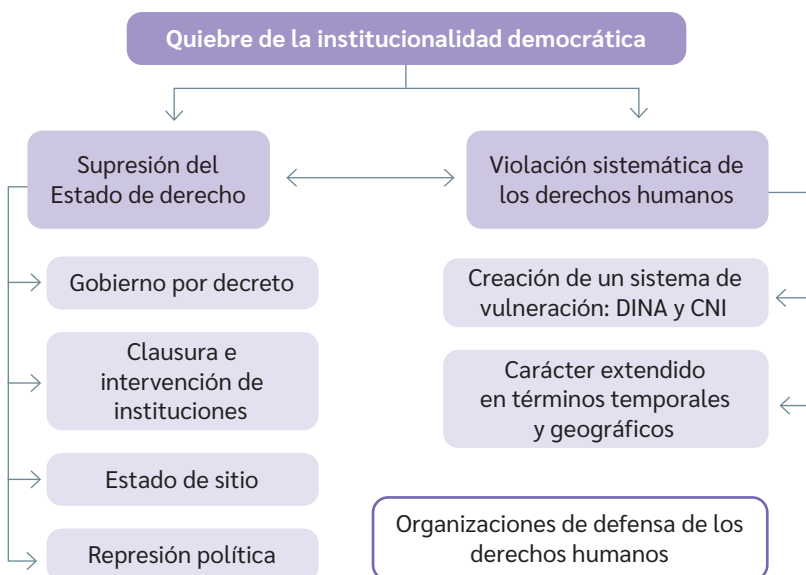 Quiebre de la institucionalidad democrática
Supresión del
Estado de derecho
Gobierno por decreto
Clausura e
intervención de
instituciones
Estado de sitio
Represión política
Violación sistemática de
los derechos humanos
Creación de un sistema de
vulneración: DINA y CNI
Carácter extendido
en términos temporales
y geográficos
Organizaciones de defensa de los
derechos humanos